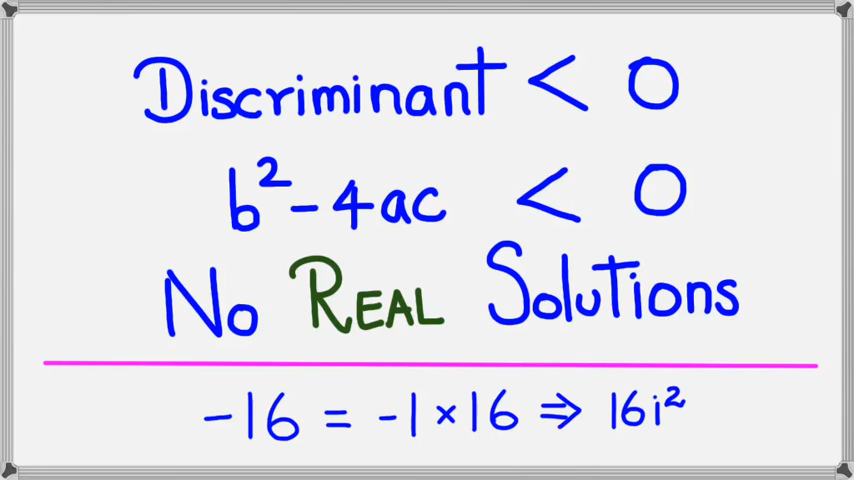 Discriminant < 0
b² - 4ac < 0
No REAL Solutions
-16 = -1 × 16 ⇒ 16i²